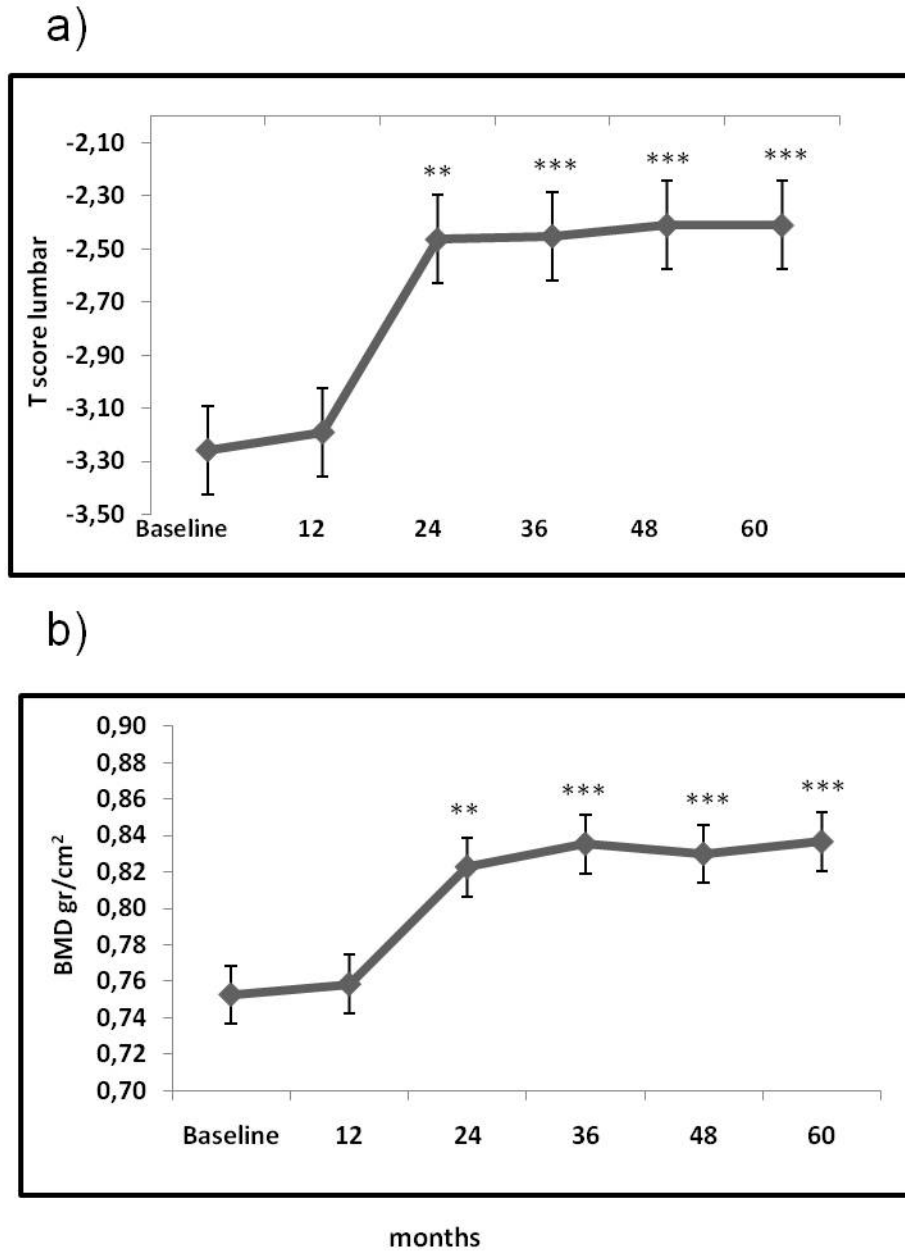 a)
-2,10
-2,30
-2,50
-2,70
-2,90
-3,10
-3,30
-3,50
T score lumbar
** *** *** ***
Baseline 12 24 36 48 60
b)
0,90
0,88
0,86
0,84
0,82
0,80
0,78
0,76
0,74
0,72
0,70
BMD gr/cm²
** *** *** ***
Baseline 12 24 36 48 60
months